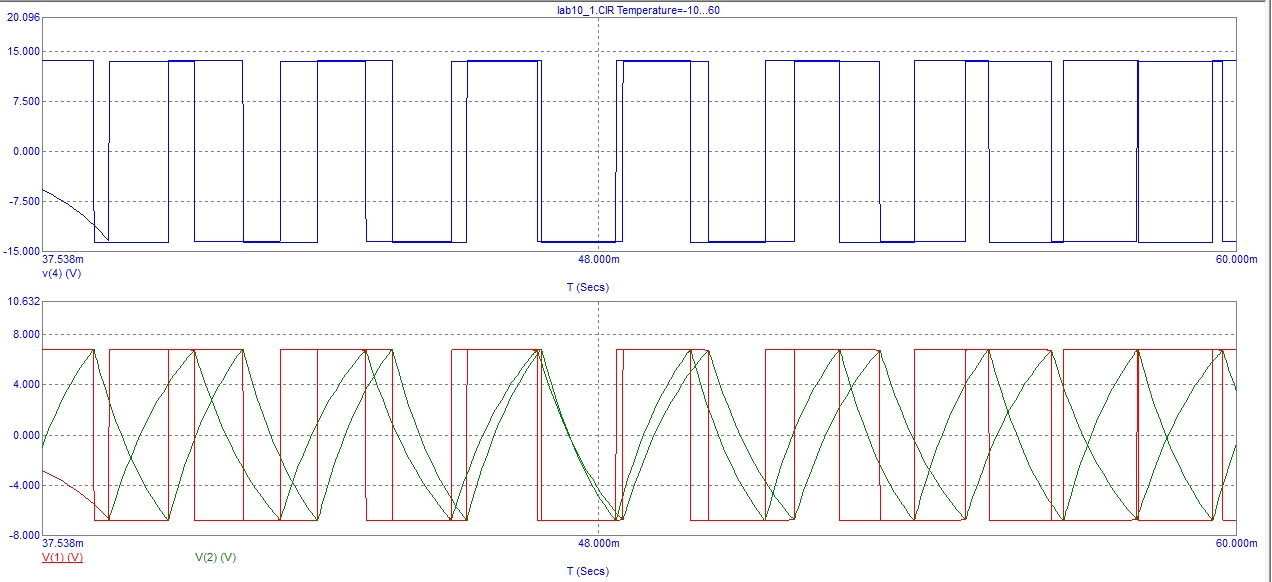 lab10_1.CIR Temperature=-10...60
20.096
15.000
7.500
0.000
-7.500
-15.000
37.538m 48.000m 60.000m
v(4) (V)
T (Secs)
10.632
8.000
4.000
0.000
-4.000
-8.000
37.538m 48.000m 60.000m
V(1) (V) V(2) (V)
T (Secs)